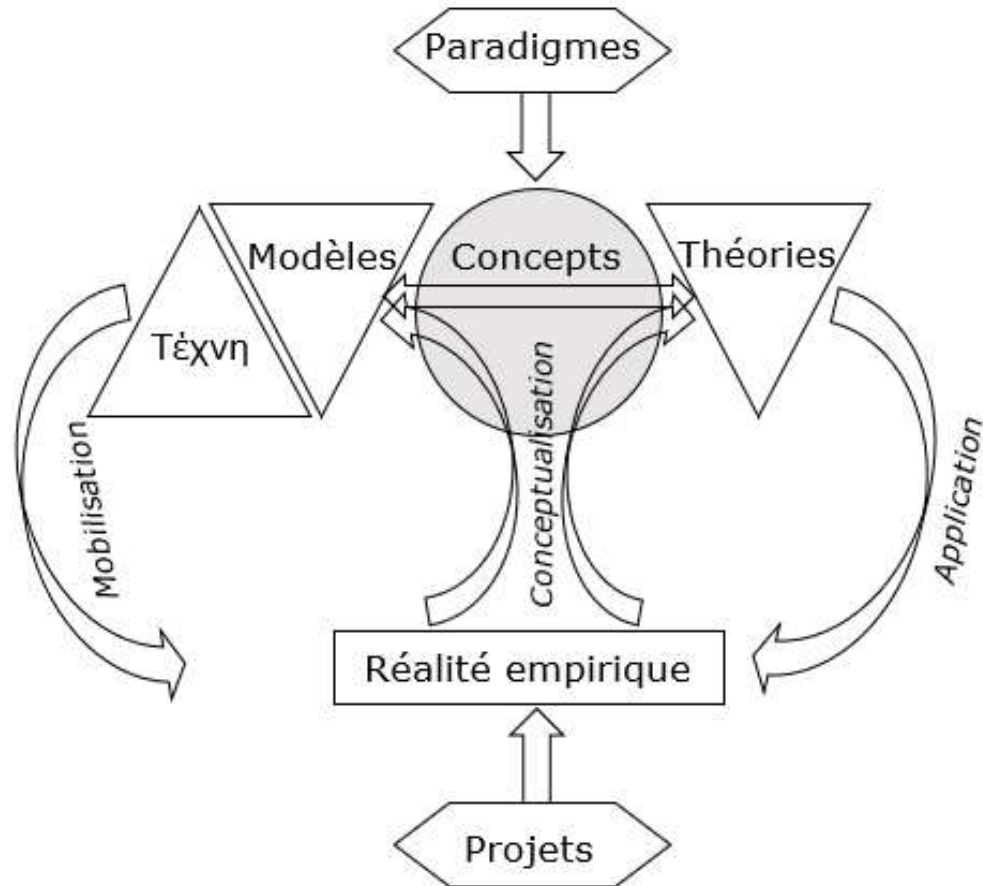 Paradigmes
Modèles
Concepts
Théories
Τέχνη
Mobilisation
Conceptualisation
Application
Réalité empirique
Projets